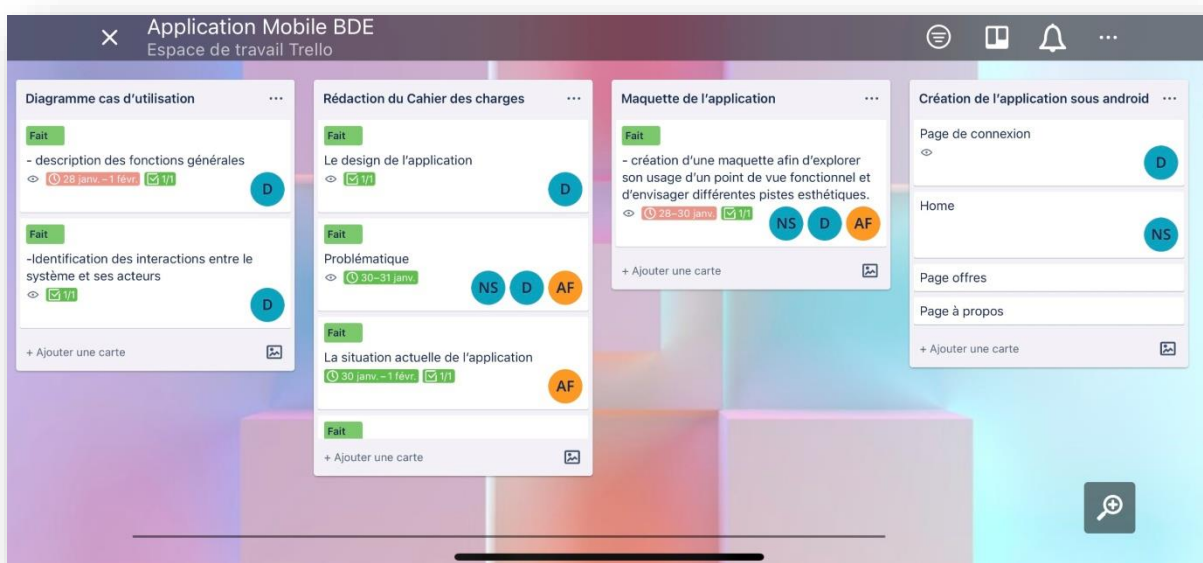 Application Mobile BDE
Espace de travail Trello
Diagramme cas d'utilisation
Fait
- description des fonctions générales
28 janv. – 1 févr. 1/1
D
Fait
-Identification des interactions entre le
système et ses acteurs
1/1
D
+ Ajouter une carte
Rédaction du Cahier des charges
Fait
Le design de l'application
1/1
D
Fait
Problématique
30–31 janv.
NS D AF
Fait
La situation actuelle de l'application
30 janv. – 1 févr. 1/1
AF
Fait
+ Ajouter une carte
Maquette de l'application
Fait
- création d'une maquette afin d'explorer
son usage d'un point de vue fonctionnel et
d'envisager différentes pistes esthétiques.
28–30 janv. 1/1
NS D AF
+ Ajouter une carte
Création de l'application sous android
Page de connexion
D
Home
NS
Page offres
Page à propos
+ Ajouter une carte